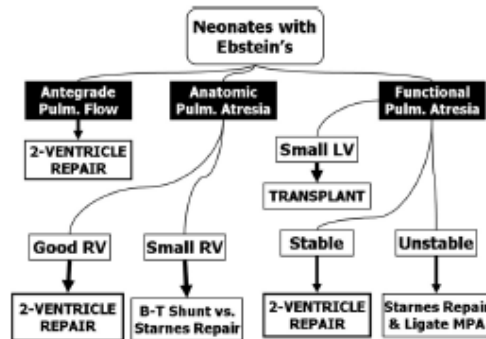 Neonates with
Ebstein's
Antegrade
Pulm. Flow
Anatomic
Pulm. Atresia
Functional
Pulm. Atresia
2-VENTRICLE
REPAIR
Small LV
TRANSPLANT
Good RV
Small RV
Stable
Unstable
2-VENTRICLE
REPAIR
B-T Shunt vs.
Starnes Repair
2-VENTRICLE
REPAIR
Starnes Repair
& Ligate MPA